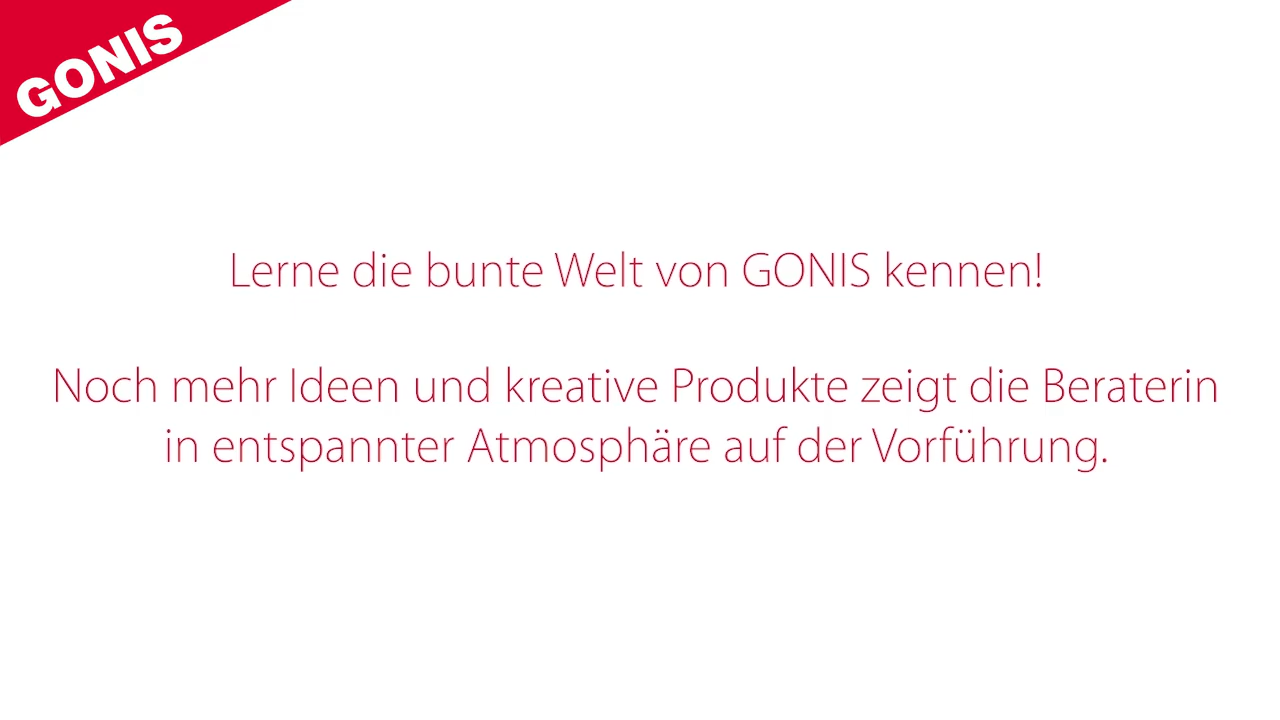 GONIS
Lerne die bunte Welt von GONIS kennen!
Noch mehr Ideen und kreative Produkte zeigt die Beraterin
in entspannter Atmosphäre auf der Vorführung.